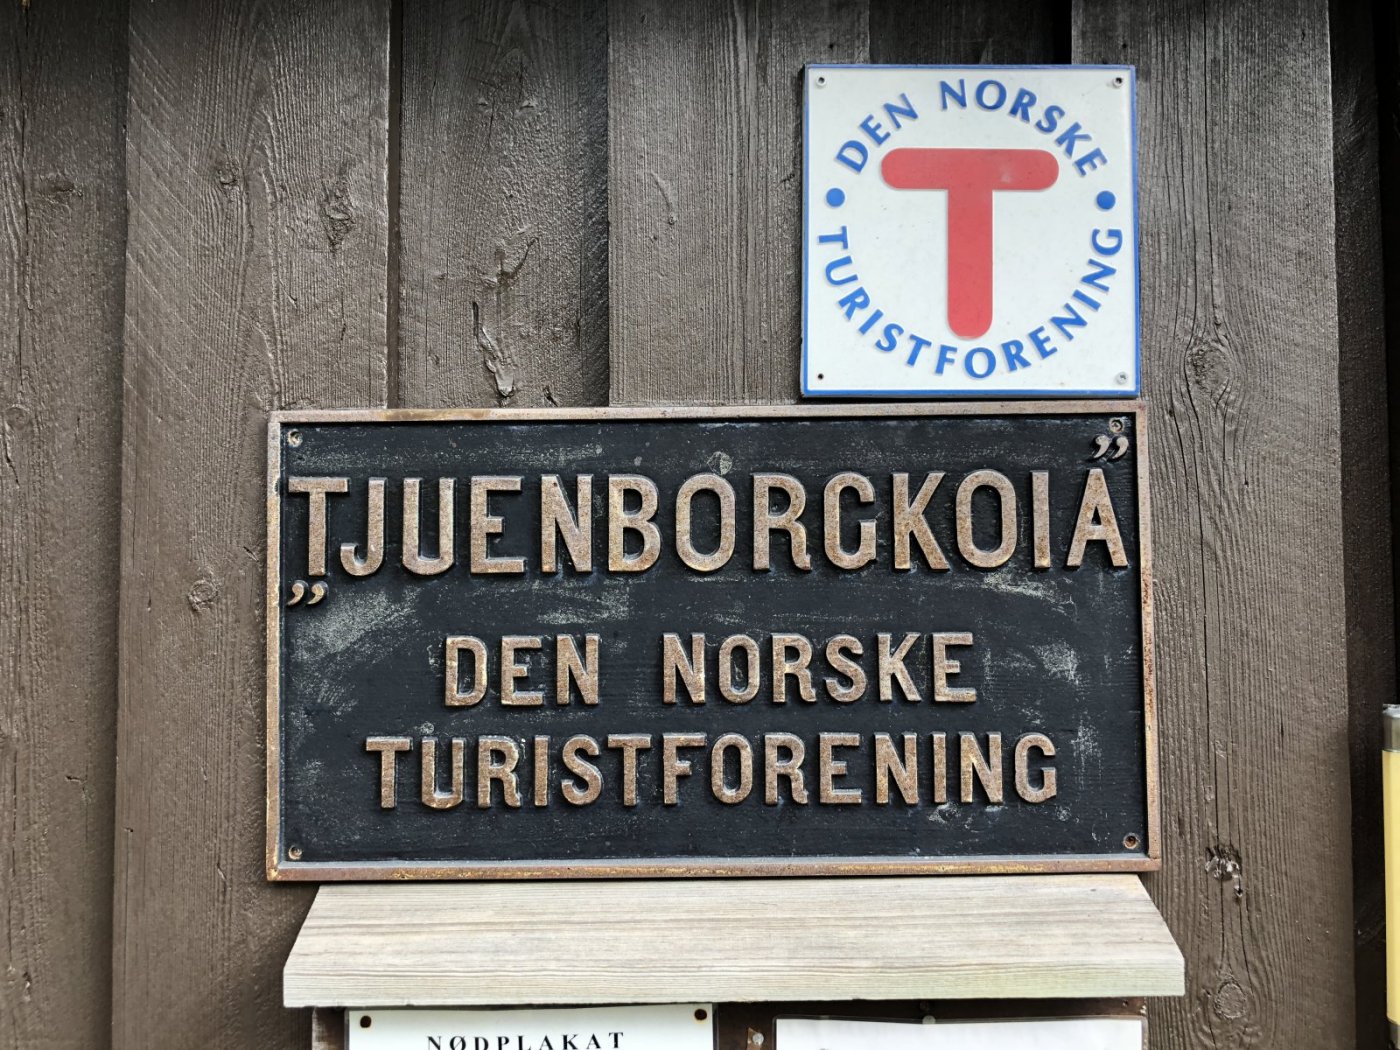 DEN NORSKE
T
TURISTFORENING
„TJUENBORGKOIA”
DEN NORSKE
TURISTFORENING
NØDPLAKAT